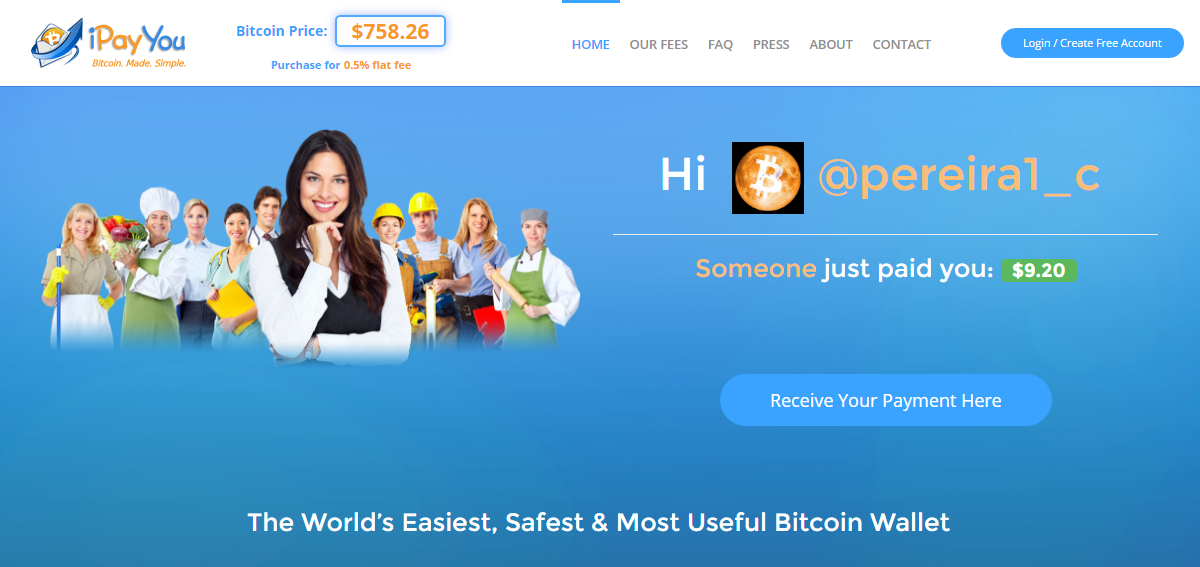 iPayYou
Bitcoin. Made. Simple.
Bitcoin Price: $758.26
Purchase for 0.5% flat fee
HOME OUR FEES FAQ PRESS ABOUT CONTACT
Login / Create Free Account
Hi @pereira1_c
Someone just paid you: $9.20
Receive Your Payment Here
The World's Easiest, Safest & Most Useful Bitcoin Wallet